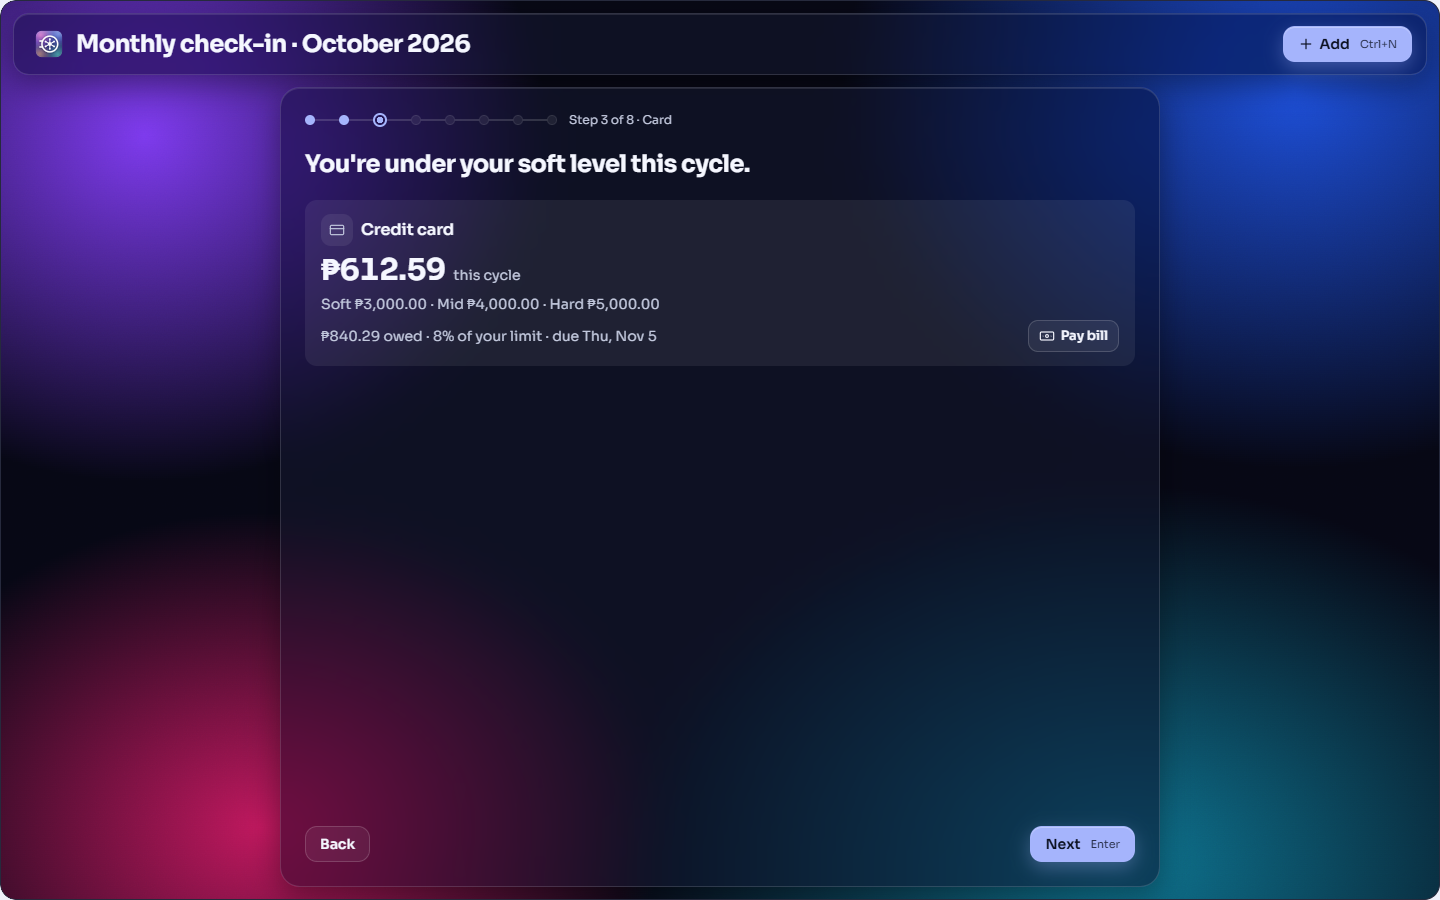 Monthly check-in · October 2026
+ Add Ctrl+N
Step 3 of 8 · Card
You're under your soft level this cycle.
Credit card
₱612.59 this cycle
Soft ₱3,000.00 · Mid ₱4,000.00 · Hard ₱5,000.00
₱840.29 owed · 8% of your limit · due Thu, Nov 5
Pay bill
Back
Next Enter